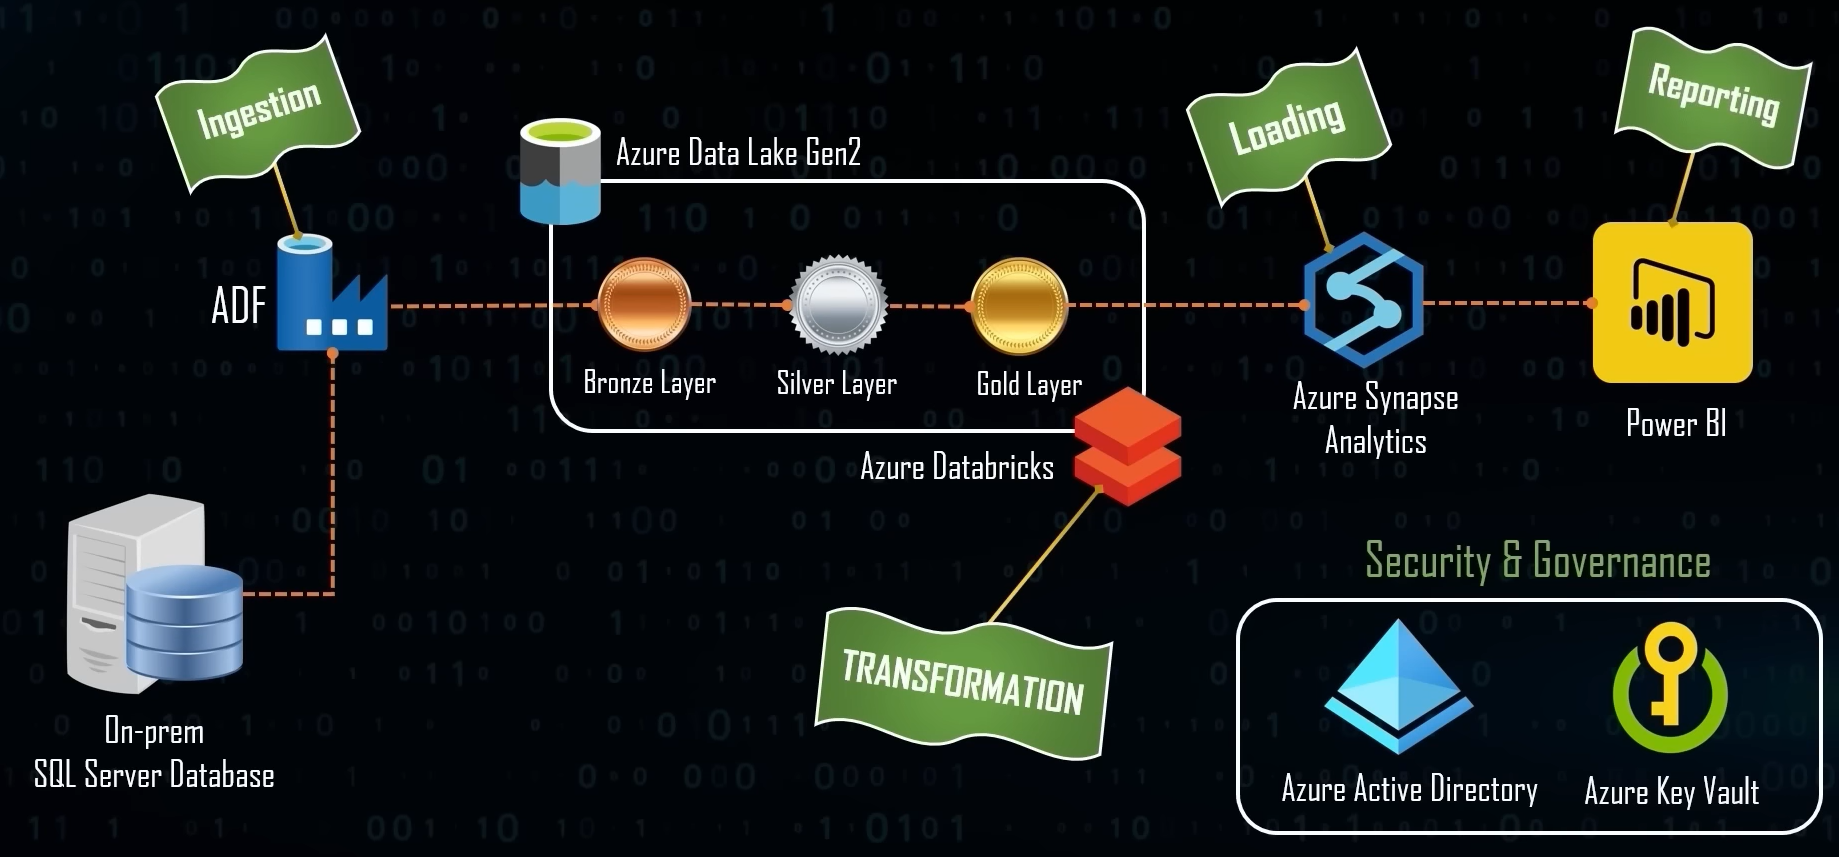 Ingestion
Loading
Reporting
Azure Data Lake Gen2
ADF
Bronze Layer
Silver Layer
Gold Layer
Azure Synapse
Analytics
Power BI
Azure Databricks
TRANSFORMATION
On-prem
SQL Server Database
Security & Governance
Azure Active Directory
Azure Key Vault